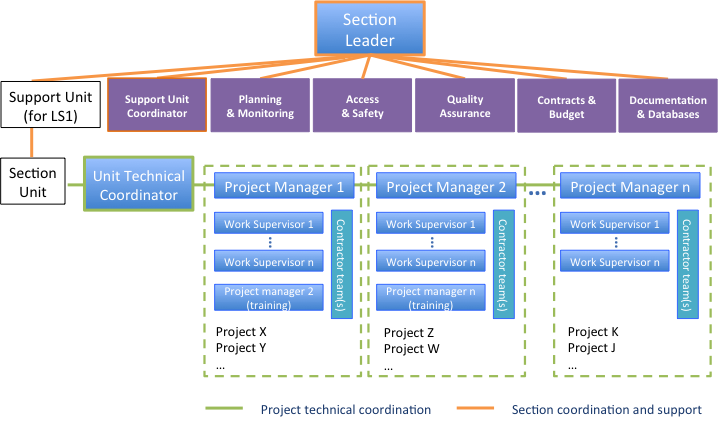 Section
Leader
Support Unit
(for LS1)
Support Unit
Coordinator
Planning
& Monitoring
Access
& Safety
Quality
Assurance
Contracts &
Budget
Documentation
& Databases
Section
Unit
Unit Technical
Coordinator
Project Manager 1
Work Supervisor 1
Work Supervisor n
Project manager 2
(training)
Contractor team(s)
Project X
Project Y
...
Project Manager 2
Work Supervisor 1
Work Supervisor n
Project manager n
(training)
Contractor team(s)
Project Z
Project W
...
...
Project Manager n
Work Supervisor 1
Work Supervisor n
Contractor team(s)
Project K
Project J
...
Project technical coordination
Section coordination and support